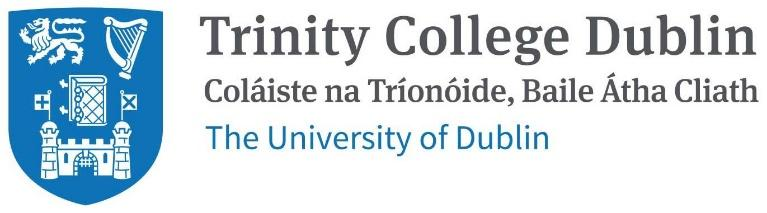 Trinity College Dublin
Coláiste na Tríonóide, Baile Átha Cliath
The University of Dublin